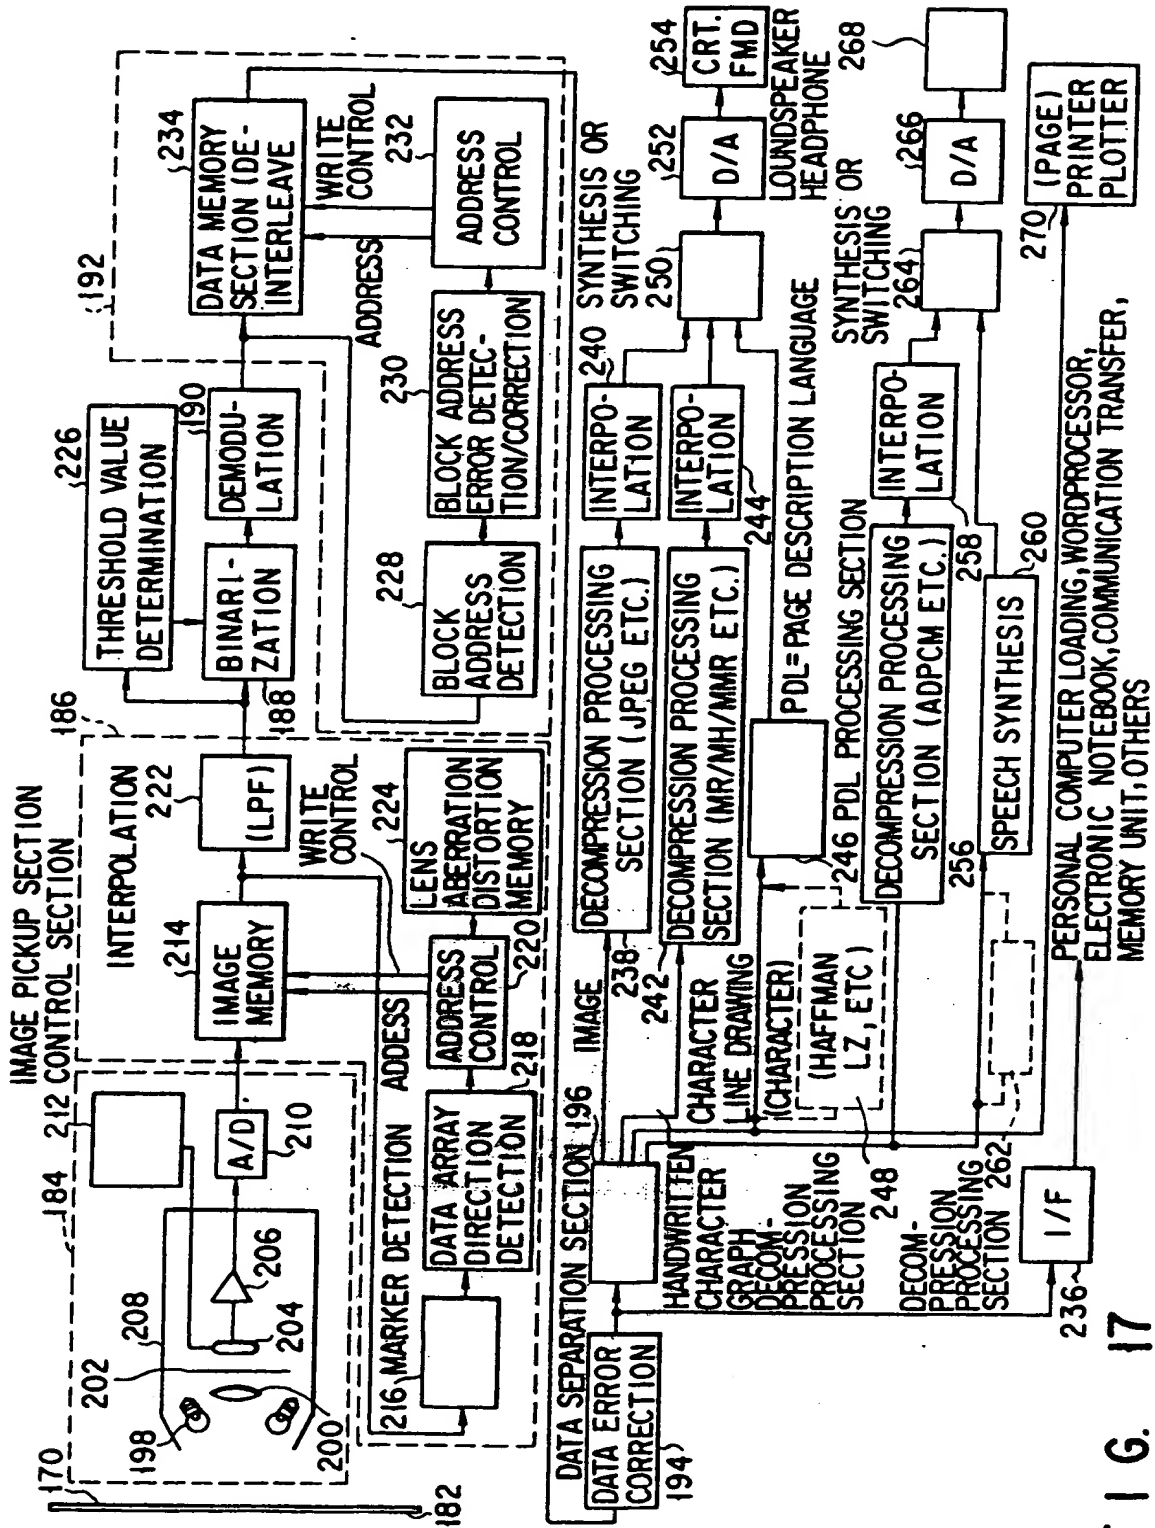 170
184
212
IMAGE PICKUP SECTION
CONTROL SECTION
186
208
202
198
200
204
206
A/D
210
182
INTERPOLATION
214
IMAGE
MEMORY
222
(LPF)
WRITE
CONTROL
224
LENS
ABERRATION
DISTORTION
MEMORY
ADDESS
ADDRESS
CONTROL
220
218
DATA ARRAY
DIRECTION
DETECTION
216 MARKER DETECTION
226
THRESHOLD VALUE
DETERMINATION
BINARI-
ZATION
188
190
DEMODU-
LATION
192
234
DATA MEMORY
SECTION (DE-
INTERLEAVE
WRITE
CONTROL
ADDRESS
232
ADDRESS
CONTROL
230
BLOCK ADDRESS
ERROR DETEC-
TION/CORRECTION
228
BLOCK
ADDRESS
DETECTION
DATA SEPARATION SECTION 196
DATA ERROR
CORRECTION
194
IMAGE
238
DECOMPRESSION PROCESSING
SECTION (JPEG ETC.)
240
INTERPO-
LATION
SYNTHESIS OR
SWITCHING
250
252
D/A
254
CRT.
FMD
HANDWRITTEN
CHARACTER
GRAPH
242
DECOMPRESSION PROCESSING
SECTION (MR/MH/MMR ETC.)
INTERPO-
LATION
244
CHARACTER
LINE DRAWING
(CHARACTER)
(HAFFMAN
LZ, ETC)
DECOM-
PRESSION
PROCESSING
SECTION 248
246 PDL PROCESSING SECTION
PDL=PAGE DESCRIPTION LANGUAGE
LOUNDSPEAKER
HEADPHONE
DECOMPRESSION PROCESSING
SECTION (ADPCM ETC.)
256
INTERPO-
LATION
258
SYNTHESIS OR
SWITCHING
264
266
D/A
268
SPEECH SYNTHESIS
260
DECOM-
PRESSION
PROCESSING
SECTION 262
270
(PAGE)
PRINTER
PLOTTER
236
I/F
PERSONAL COMPUTER LOADING, WORDPROCESSOR,
ELECTRONIC NOTEBOOK, COMMUNICATION TRANSFER,
MEMORY UNIT, OTHERS
I G. 17